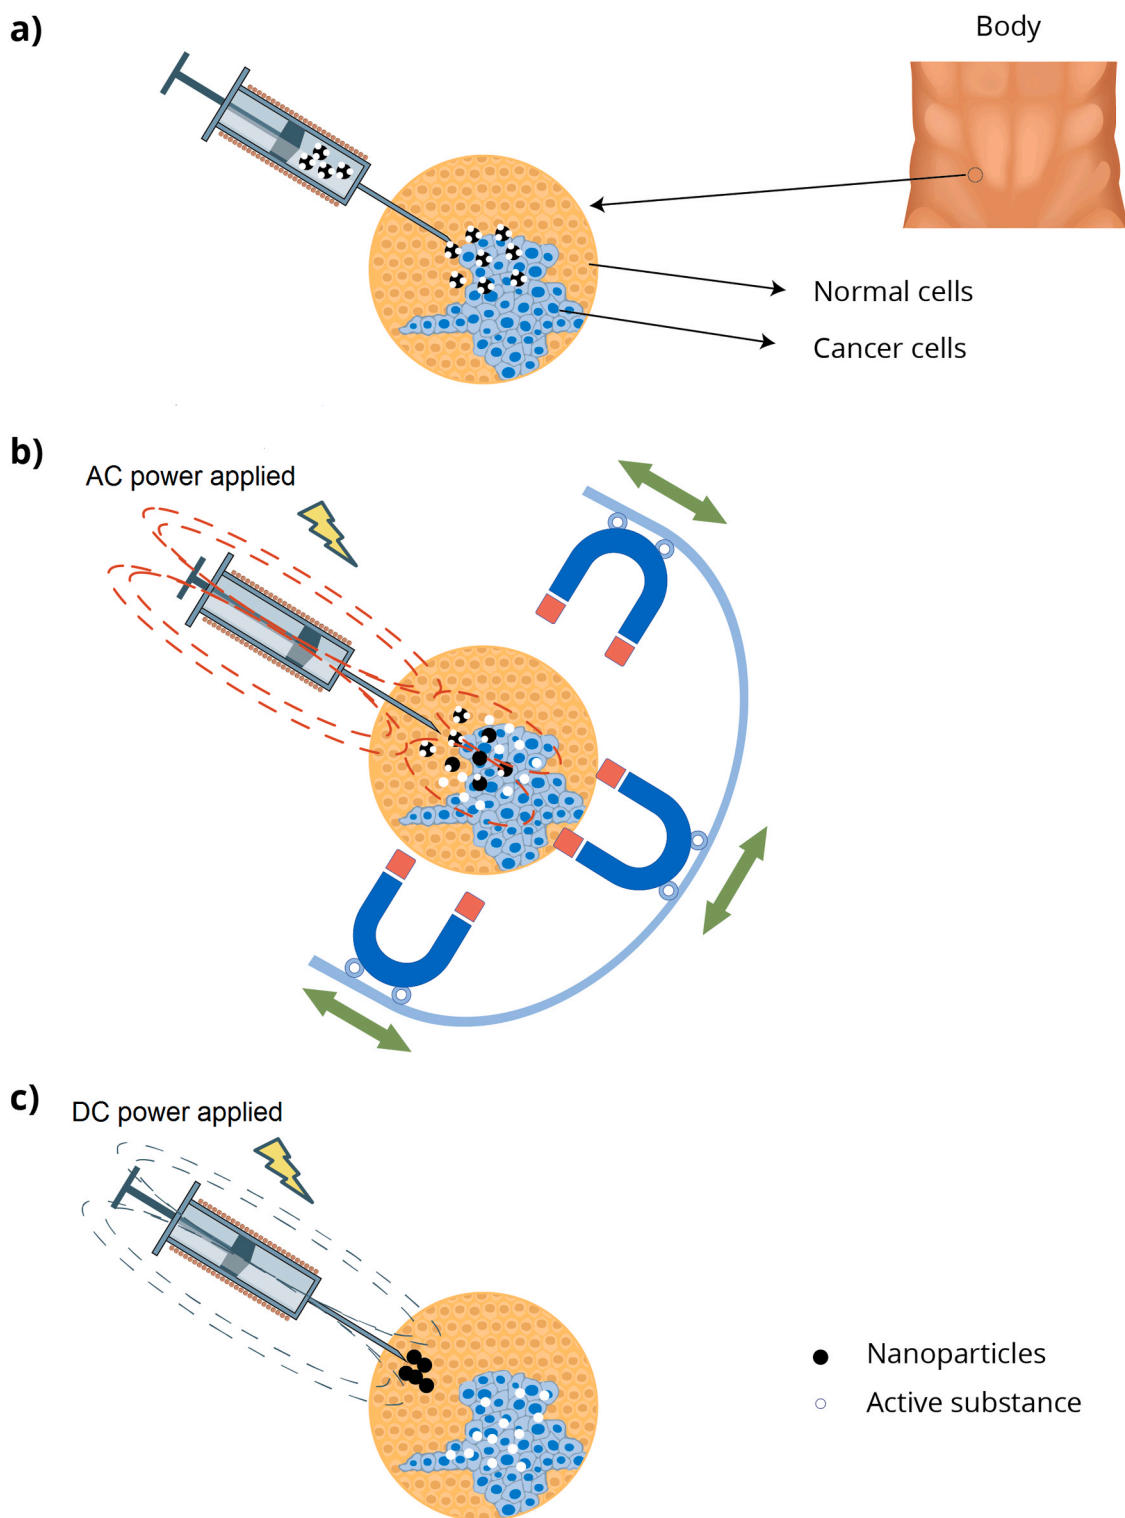 a)
Body
Normal cells
Cancer cells
b)
AC power applied
c)
DC power applied
Nanoparticles
Active substance